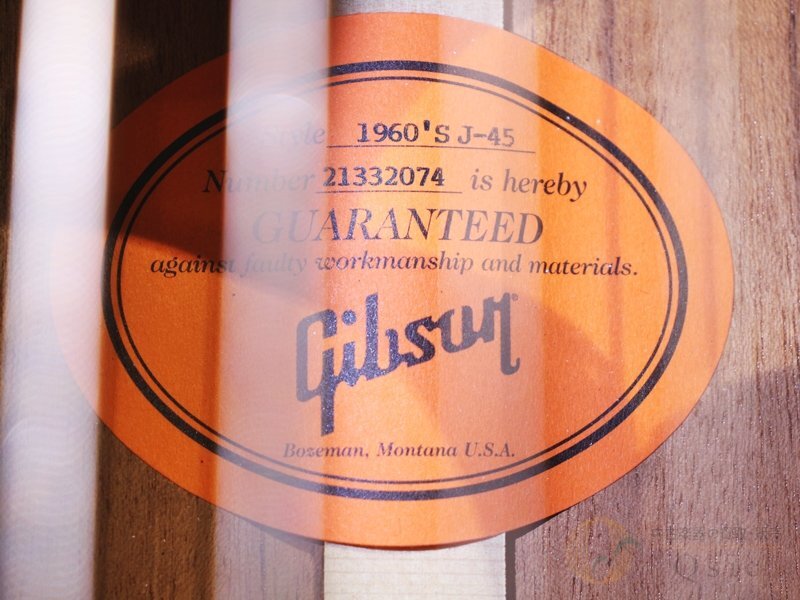 Style 1960'S J-45
Number 21332074 is hereby
GUARANTEED
against faulty workmanship and materials.
Gibson
Bozeman, Montana U.S.A.